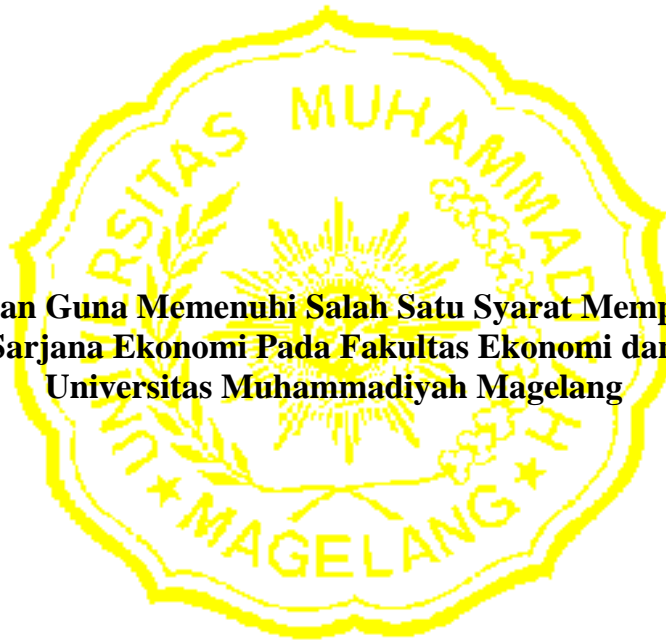 UNIVERSITAS MUHAMMADIYAH
an Guna Memenuhi Salah Satu Syarat Memp
Sarjana Ekonomi Pada Fakultas Ekonomi dan
Universitas Muhammadiyah Magelang
★ MAGELANG ★